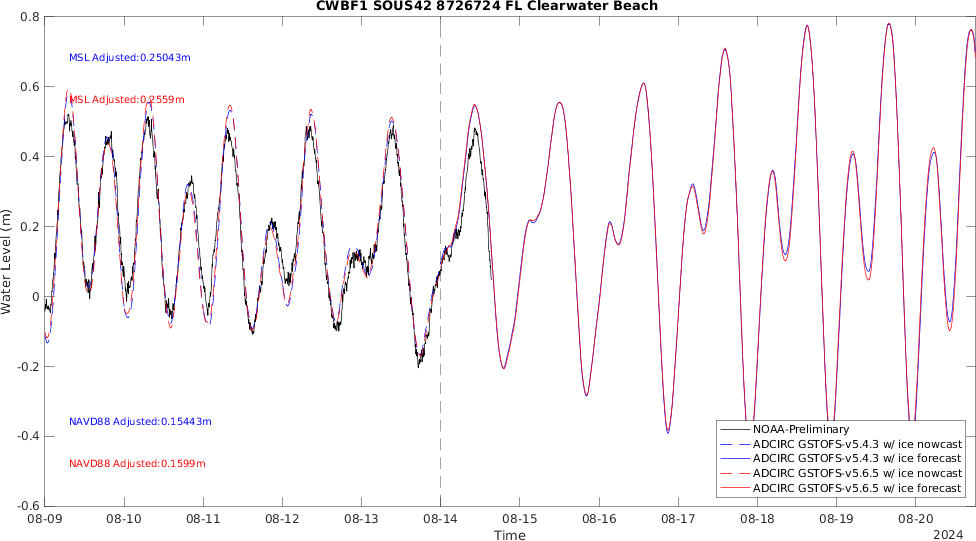 CWBF1 SOUS42 8726724 FL Clearwater Beach
0.8
MSL Adjusted:0.25043m
0.6
MSL Adjusted:0.2559m
0.4
0.2
Water Level (m)
0
-0.2
NAVD88 Adjusted:0.15443m
-0.4
NAVD88 Adjusted:0.1599m
-0.6
NOAA-Preliminary
ADCIRC GSTOFS-v5.4.3 w/ ice nowcast
ADCIRC GSTOFS-v5.4.3 w/ ice forecast
ADCIRC GSTOFS-v5.6.5 w/ ice nowcast
ADCIRC GSTOFS-v5.6.5 w/ ice forecast
08-09 08-10 08-11 08-12 08-13 08-14 08-15 08-16 08-17 08-18 08-19 08-20
Time
2024